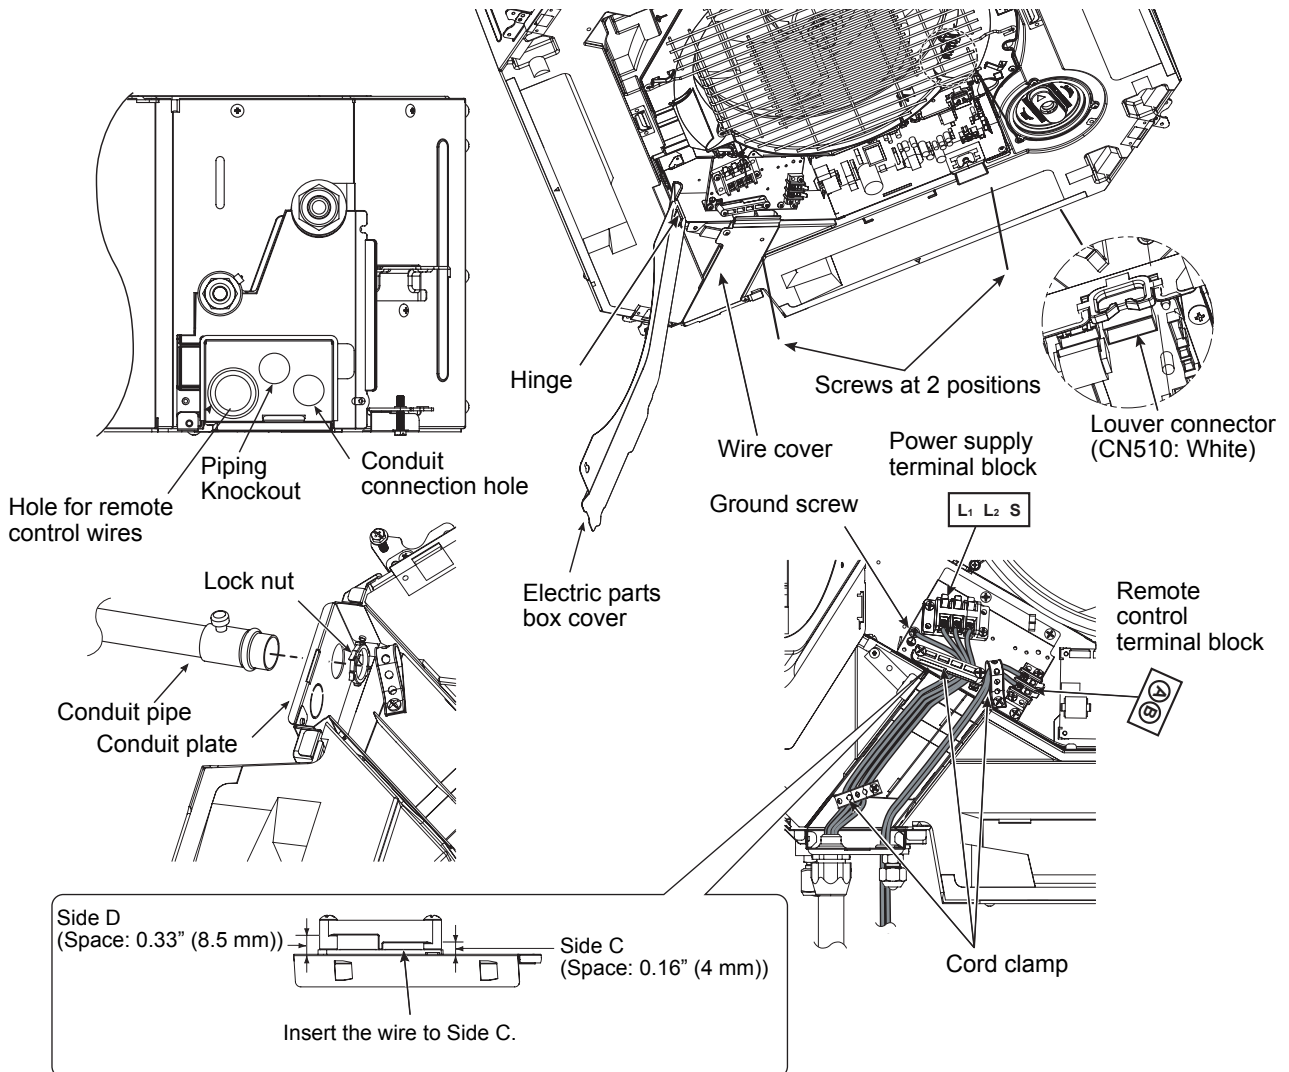 Hinge
Screws at 2 positions
Louver connector
(CN510: White)
Wire cover
Power supply
terminal block
Piping
Knockout
Conduit
connection hole
Hole for remote
control wires
Ground screw
L1 L2 S
Lock nut
Electric parts
box cover
Remote
control
terminal block
A B
Conduit pipe
Conduit plate
Side D
(Space: 0.33” (8.5 mm))
Side C
(Space: 0.16” (4 mm))
Insert the wire to Side C.
Cord clamp